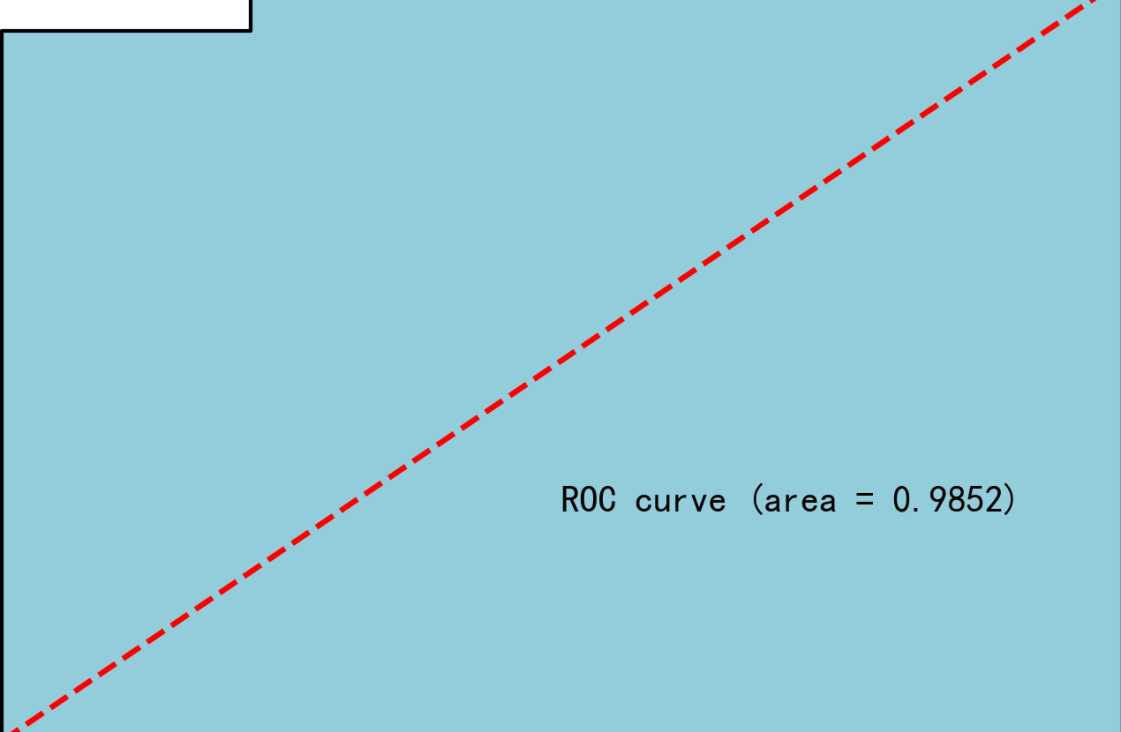 ROC curve (area = 0.9852)